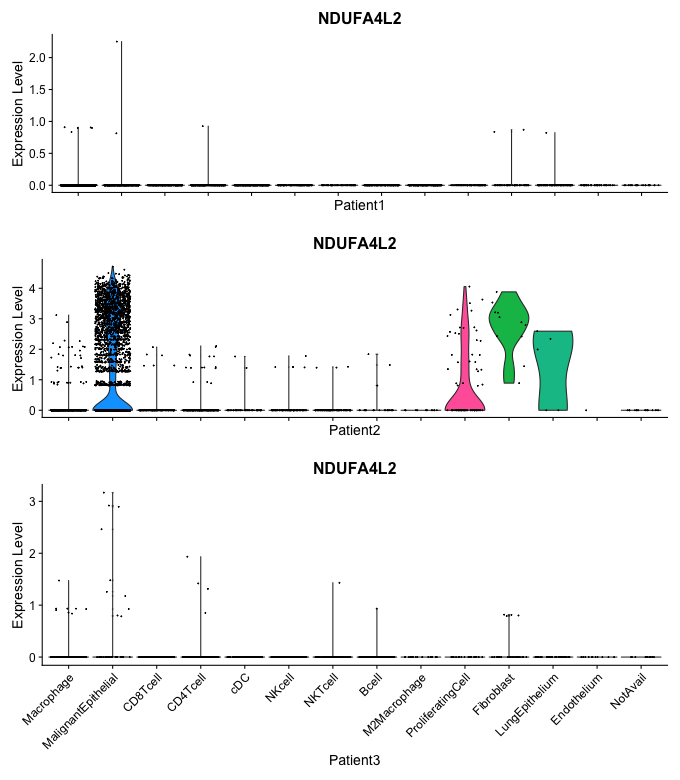 NDUFA4L2
Expression Level
2.0
1.5
1.0
0.5
0.0
Patient1
NDUFA4L2
Expression Level
4
3
2
1
0
Patient2
NDUFA4L2
Expression Level
3
2
1
0
Macrophage
MalignantEpithelial
CD8Tcell
CD4Tcell
cDC
NKcell
NKTcell
Bcell
M2Macrophage
ProliferatingCell
Fibroblast
LungEpithelium
Endothelium
NotAvail
Patient3